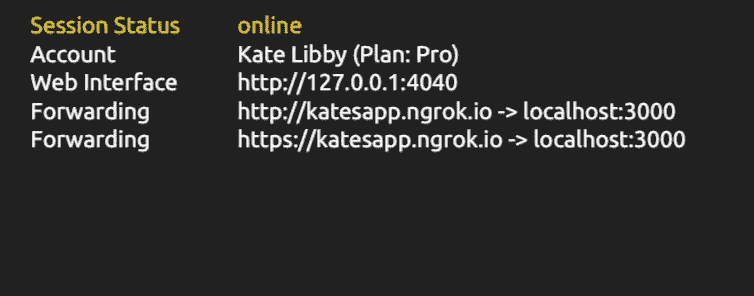 Session Status online
Account Kate Libby (Plan: Pro)
Web Interface http://127.0.0.1:4040
Forwarding http://katesapp.ngrok.io -> localhost:3000
Forwarding https://katesapp.ngrok.io -> localhost:3000